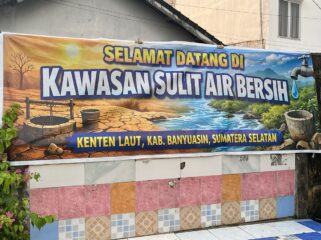 SELAMAT DATANG DI
KAWASAN SULIT AIR BERSIH
KENTEN LAUT, KAB. BANYUASIN, SUMATERA SELATAN